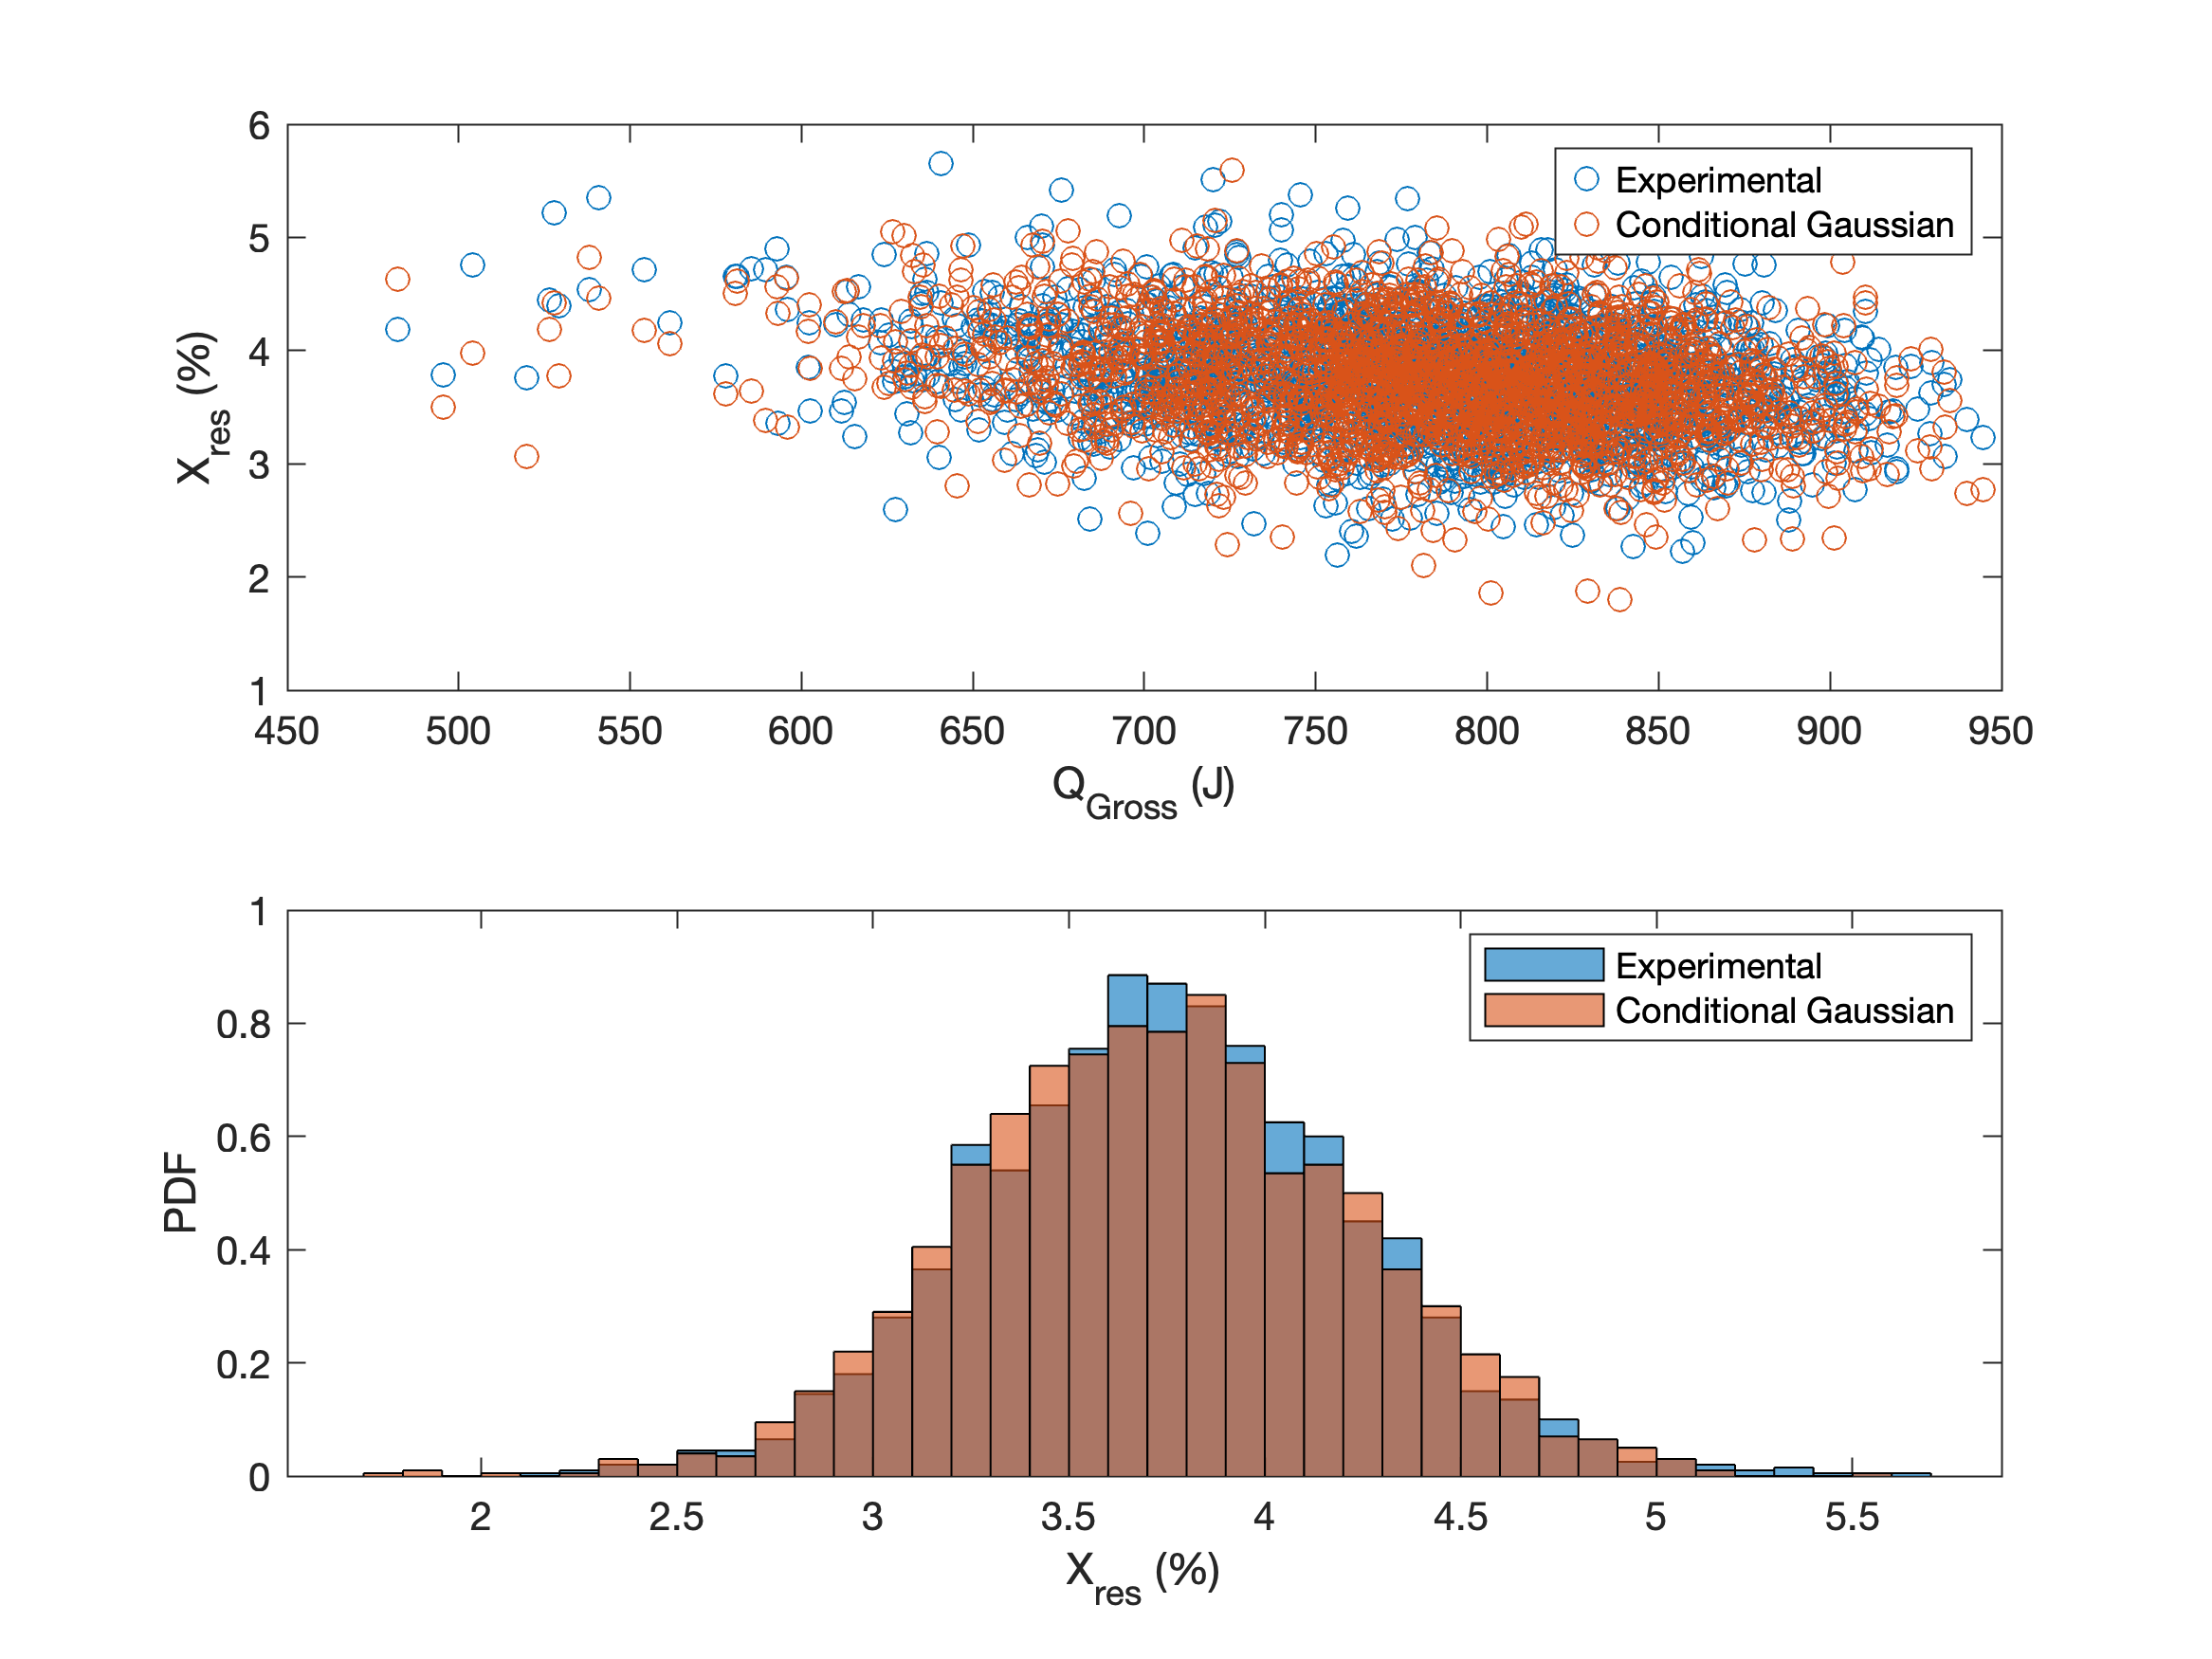 6
5
4
3
2
1
X_res (%)
Experimental
Conditional Gaussian
450 500 550 600 650 700 750 800 850 900 950
Q_Gross (J)
1
0.8
0.6
0.4
0.2
0
PDF
Experimental
Conditional Gaussian
2 2.5 3 3.5 4 4.5 5 5.5
X_res (%)